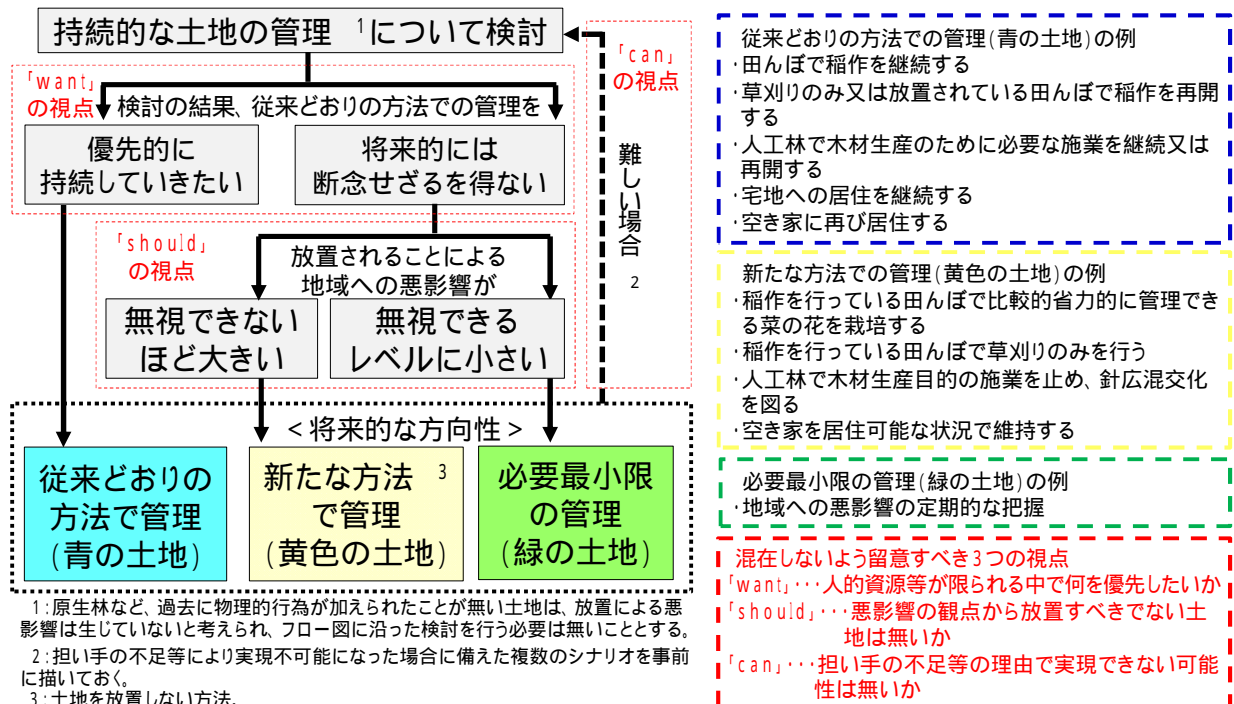 持続的な土地の管理 1について検討
「want」
の視点
検討の結果、従来どおりの方法での管理を
優先的に
持続していきたい
将来的には
断念せざるを得ない
「can」
の視点
難しい場合
2
「should」
の視点
放置されることによる
地域への悪影響が
無視できない
ほど大きい
無視できる
レベルに小さい
<将来的な方向性>
従来どおりの
方法で管理
(青の土地)
新たな方法 3
で管理
(黄色の土地)
必要最小限
の管理
(緑の土地)
1:原生林など、過去に物理的行為が加えられたことが無い土地は、放置による悪
影響は生じていないと考えられ、フロー図に沿った検討を行う必要は無いこととする。
2:担い手の不足等により実現不可能になった場合に備えた複数のシナリオを事前
に描いておく。
3:土地を放置しない方法。
従来どおりの方法での管理(青の土地)の例
・田んぼで稲作を継続する
・草刈りのみ又は放置されている田んぼで稲作を再開
する
・人工林で木材生産のために必要な施業を継続又は
再開する
・宅地への居住を継続する
・空き家に再び居住する
新たな方法での管理(黄色の土地)の例
・稲作を行っている田んぼで比較的省力的に管理でき
る菜の花を栽培する
・稲作を行っている田んぼで草刈りのみを行う
・人工林で木材生産目的の施業を止め、針広混交化
を図る
・空き家を居住可能な状況で維持する
必要最小限の管理(緑の土地)の例
・地域への悪影響の定期的な把握
混在しないよう留意すべき3つの視点
「want」・・・人的資源等が限られる中で何を優先したいか
「should」・・・悪影響の観点から放置すべきでない土
地は無いか
「can」・・・担い手の不足等の理由で実現できない可能
性は無いか